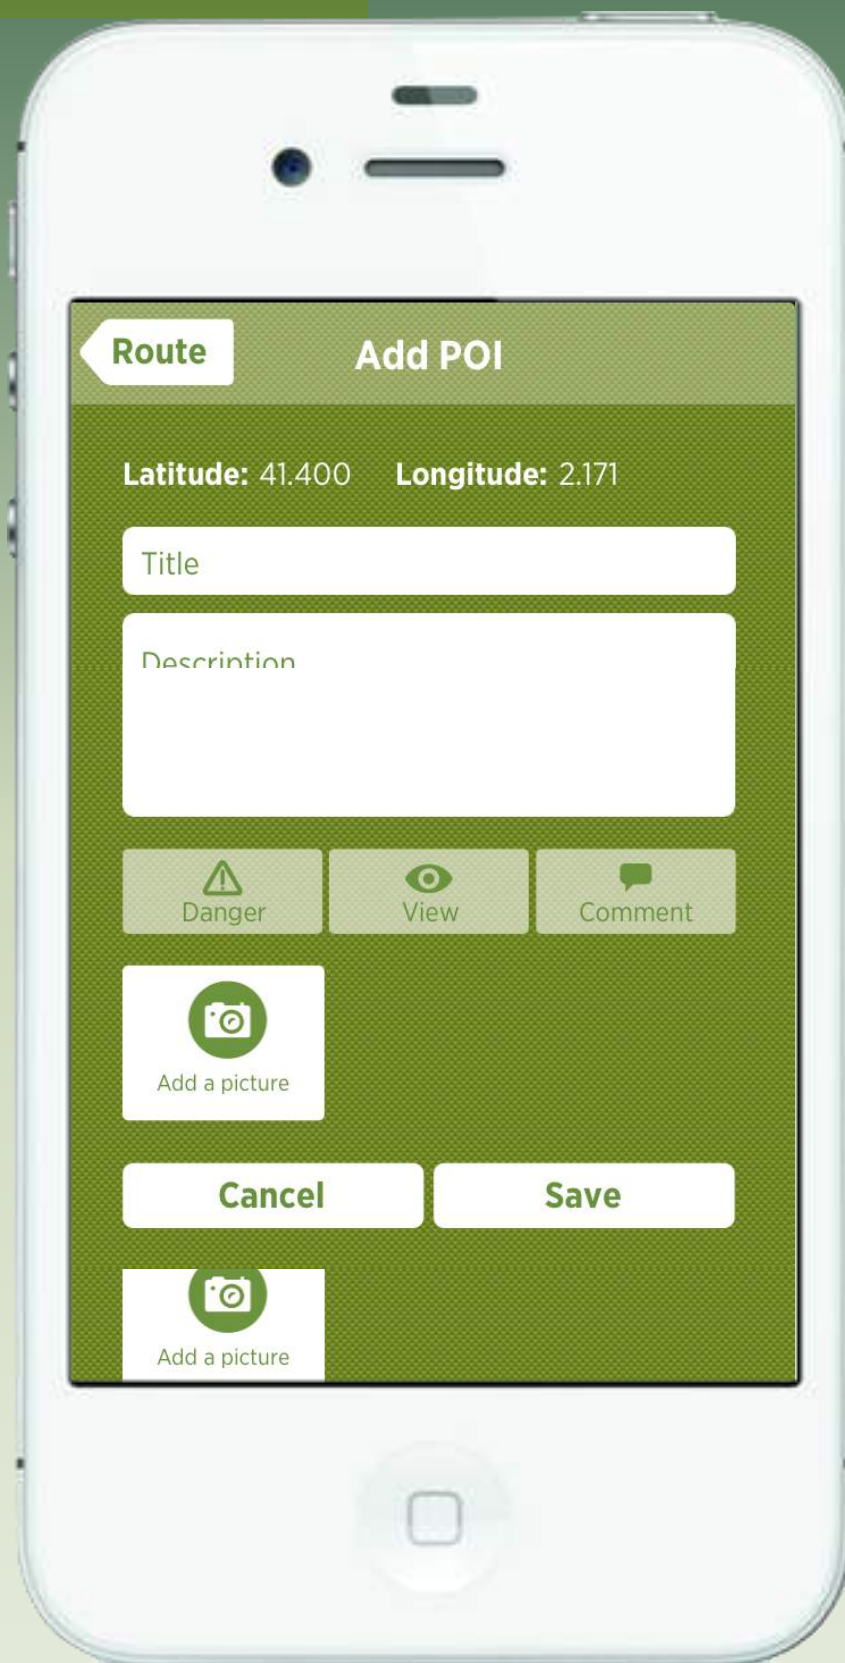 Route Add POI
Latitude: 41.400 Longitude: 2.171
Title
Description
Danger View Comment
Add a picture
Cancel Save
Add a picture